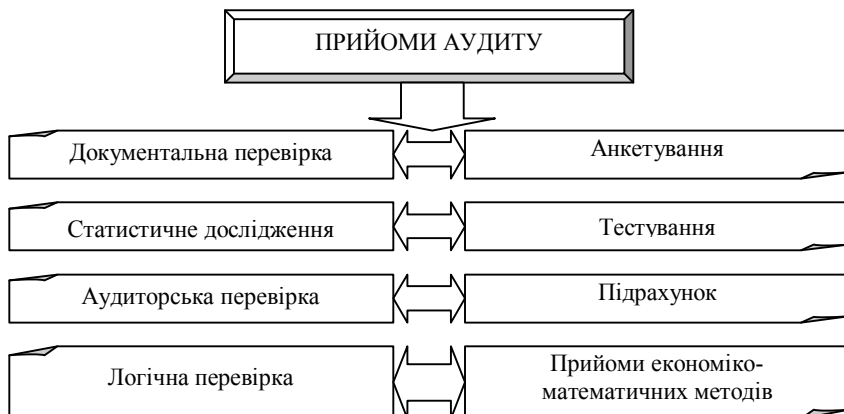 ПРИЙОМИ АУДИТУ
Документальна перевірка
Анкетування
Статистичне дослідження
Тестування
Аудиторська перевірка
Підрахунок
Логічна перевірка
Прийоми економіко-
математичних методів